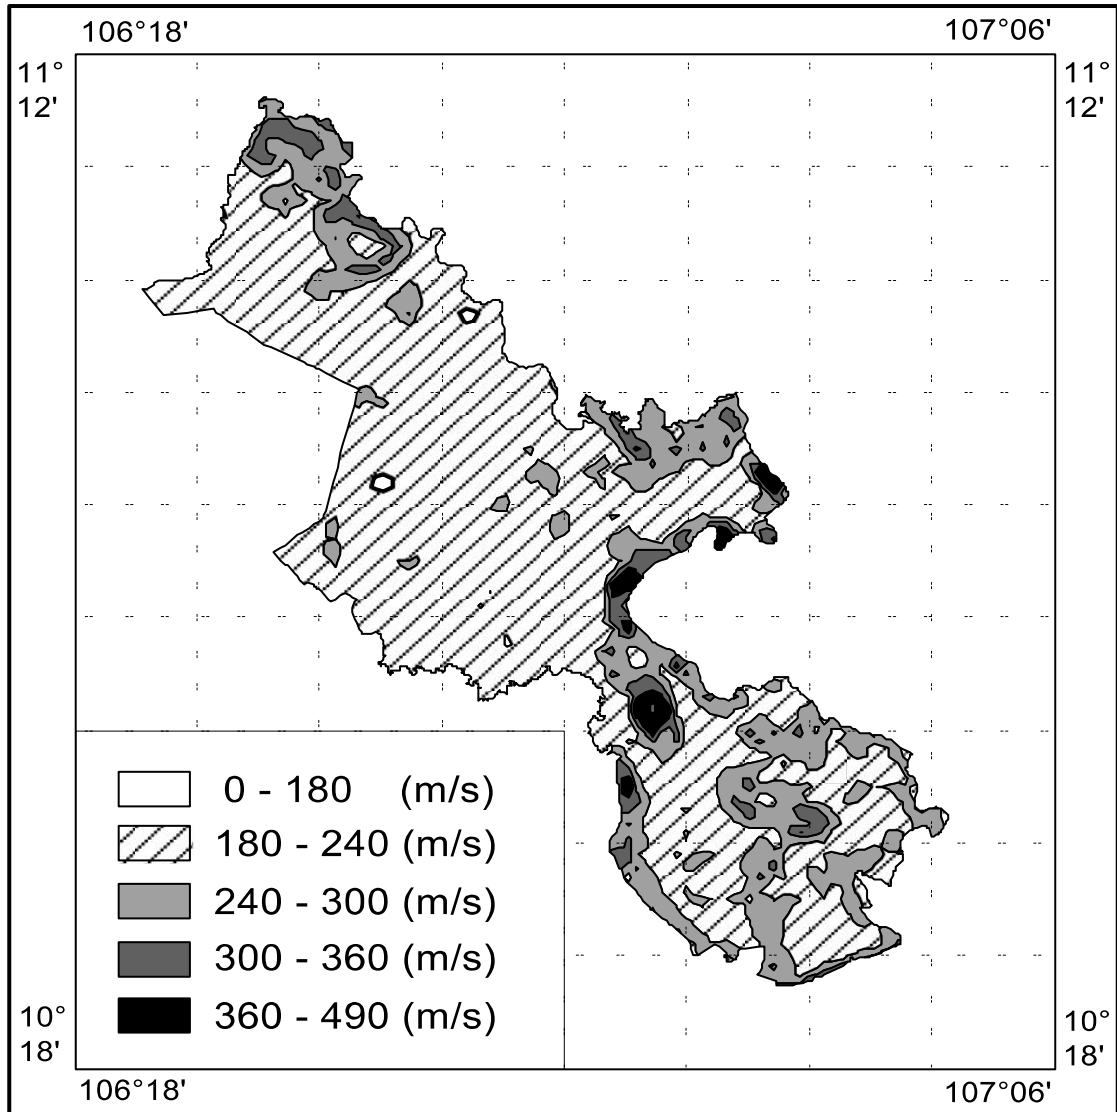 106°18' 107°06'
11° 11°
12' 12'
0 - 180 (m/s)
180 - 240 (m/s)
240 - 300 (m/s)
300 - 360 (m/s)
360 - 490 (m/s)
10° 10°
18' 18'
106°18' 107°06'